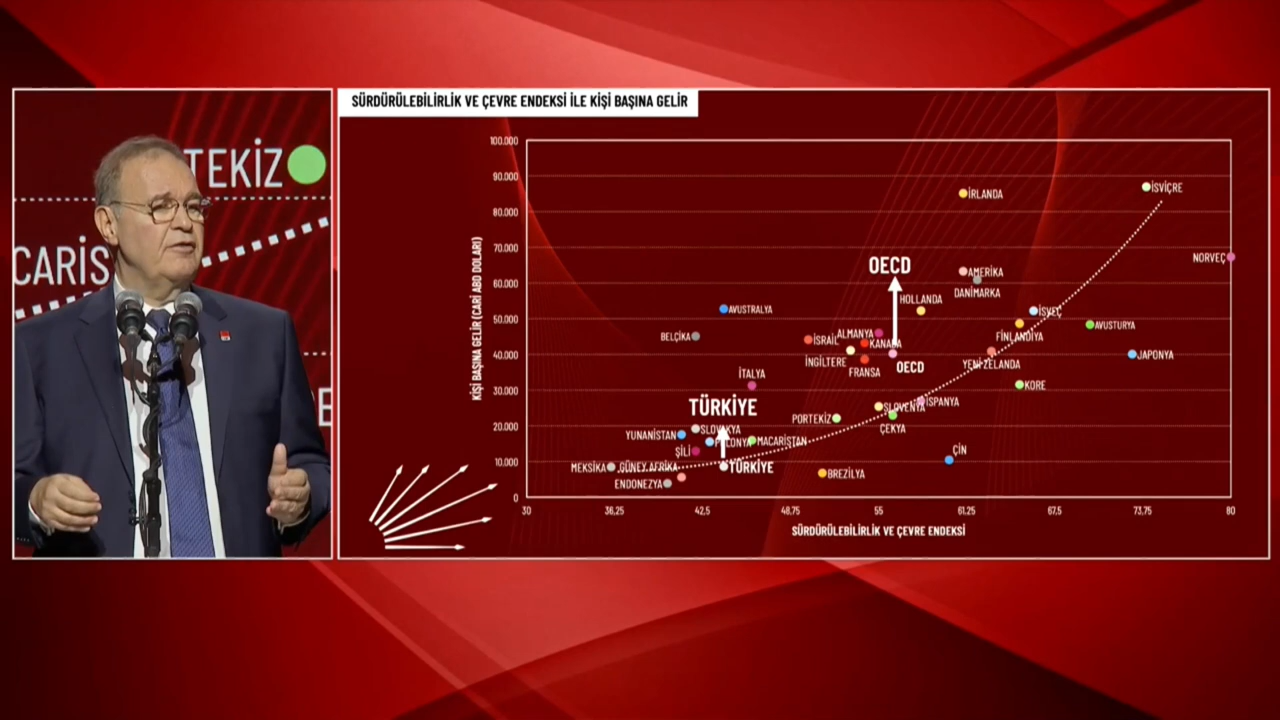 TEKİZ
CARİS
SÜRDÜRÜLEBİLİRLİK VE ÇEVRE ENDEKSİ İLE KİŞİ BAŞINA GELİR
KİŞİ BAŞINA GELİR (CARİ ABD DOLARI)
100.000
90.000
80.000
70.000
60.000
50.000
40.000
30.000
20.000
10.000
0
İSVİÇRE
İRLANDA
NORVEÇ
OECD
AMERİKA
DANİMARKA
HOLLANDA
AVUSTRALYA
İSVEÇ
FİNLANDİYA
AVUSTURYA
BELÇİKA
İSRAİL
ALMANYA
KANADA
İNGİLTERE
FRANSA
OECD
YENİ ZELANDA
JAPONYA
İTALYA
KORE
TÜRKİYE
SLOVENYA
İSPANYA
PORTEKİZ
ÇEKYA
YUNANİSTAN
SLOVAKYA
POLONYA
MACARİSTAN
ŞİLİ
ÇİN
MEKSİKA
GÜNEY AFRİKA
TÜRKİYE
BREZİLYA
ENDONEZYA
30 36,25 42,5 48,75 55 61,25 67,5 73,75 80
SÜRDÜRÜLEBİLİRLİK VE ÇEVRE ENDEKSİ